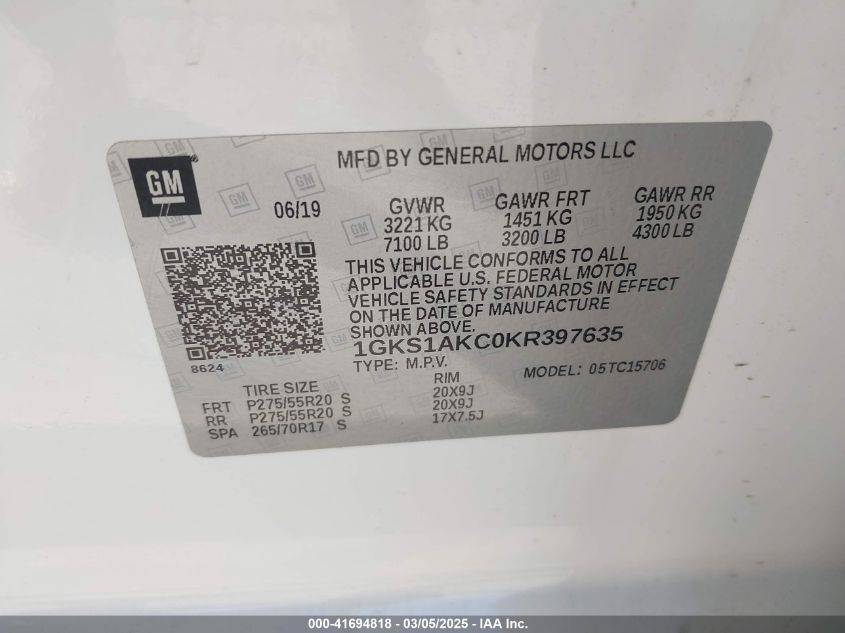 GM
MFD BY GENERAL MOTORS LLC
06/19
GVWR
3221 KG
7100 LB
GAWR FRT
1451 KG
3200 LB
GAWR RR
1950 KG
4300 LB
THIS VEHICLE CONFORMS TO ALL
APPLICABLE U.S. FEDERAL MOTOR
VEHICLE SAFETY STANDARDS IN EFFECT
ON THE DATE OF MANUFACTURE
SHOWN ABOVE.
1GKS1AKC0KR397635
TYPE: M.P.V.
MODEL: 05TC15706
8624
TIRE SIZE RIM
FRT P275/55R20 S 20X9J
RR P275/55R20 S 20X9J
SPA 265/70R17 S 17X7.5J
000-41694818 - 03/05/2025 - IAA Inc.